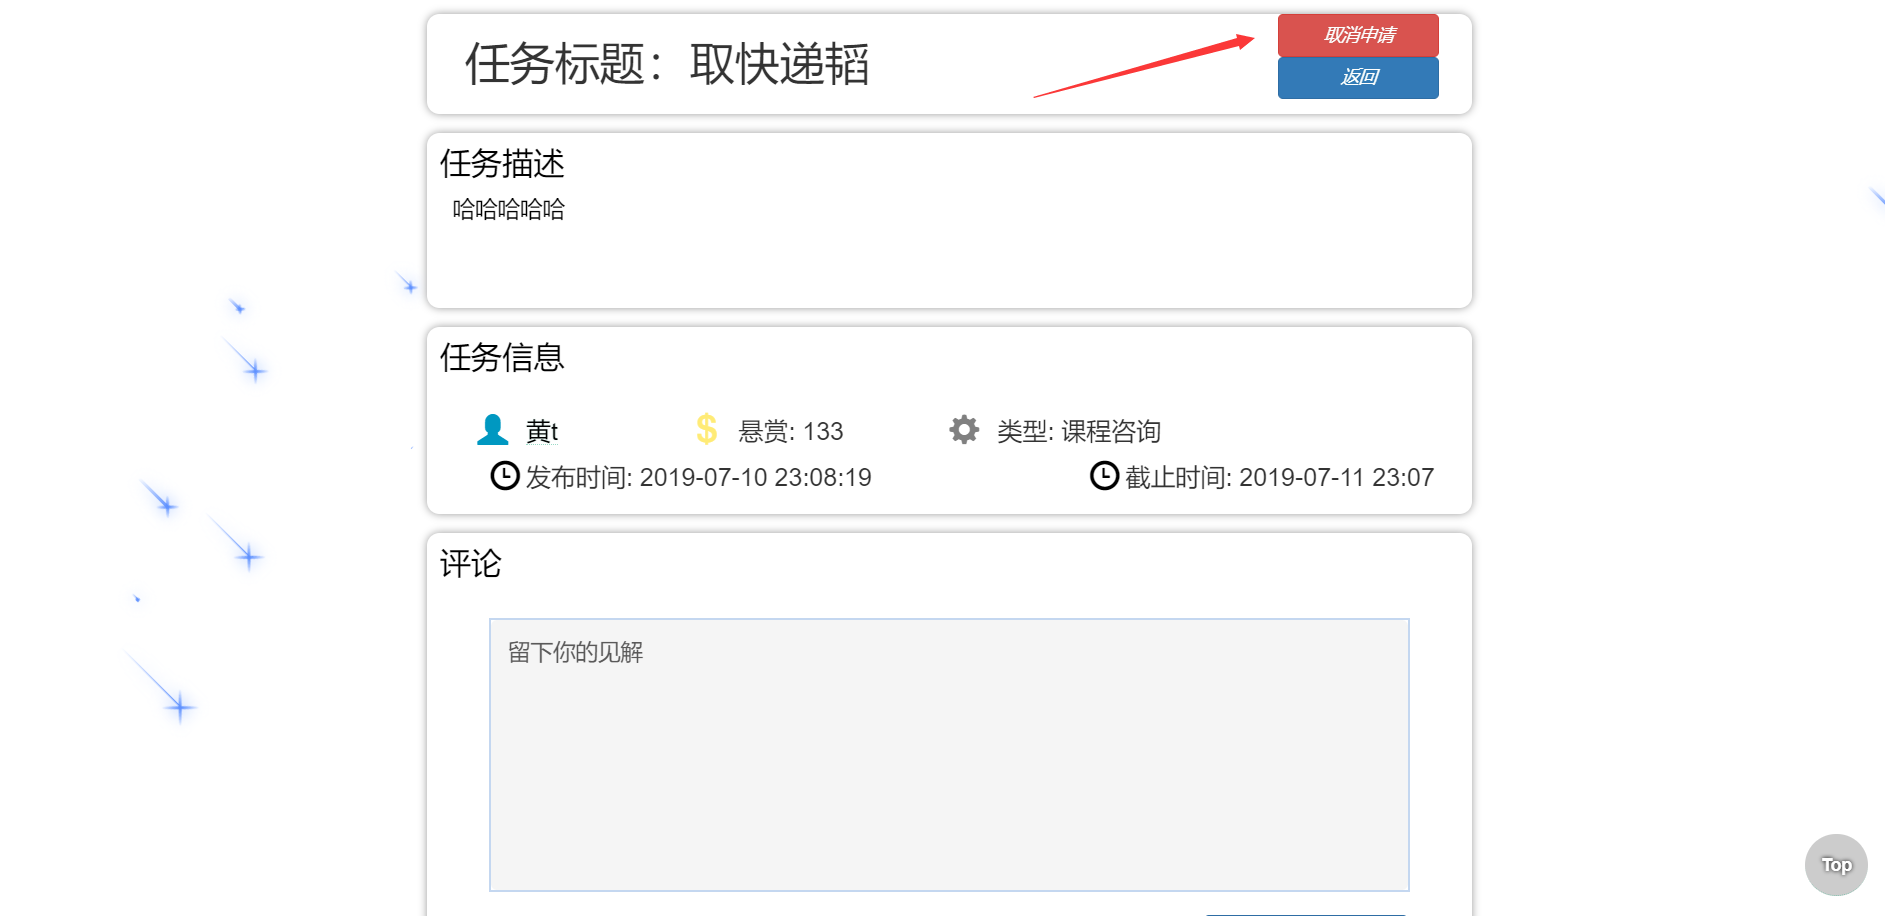 任务标题：取快递韬
取消申请
返回
任务描述
哈哈哈哈哈
任务信息
黄t 悬赏: 133 类型: 课程咨询
发布时间: 2019-07-10 23:08:19 截止时间: 2019-07-11 23:07
评论
留下你的见解
Top